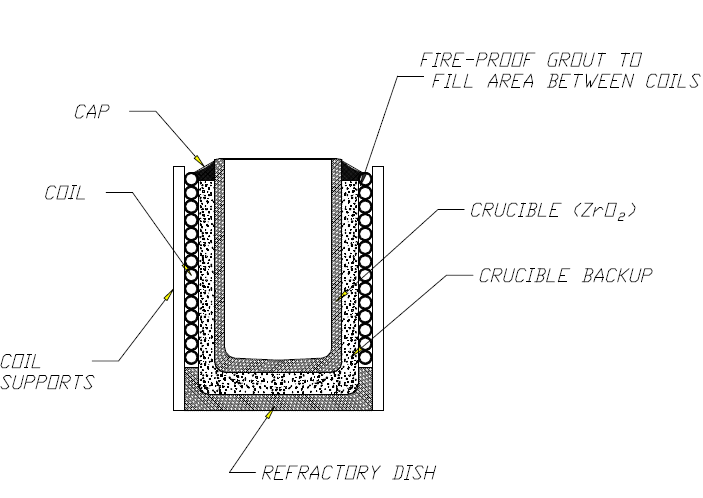 FIRE-PROOF GROUT TO
FILL AREA BETWEEN COILS
CAP
COIL
CRUCIBLE (ZrO₂)
CRUCIBLE BACKUP
COIL
SUPPORTS
REFRACTORY DISH